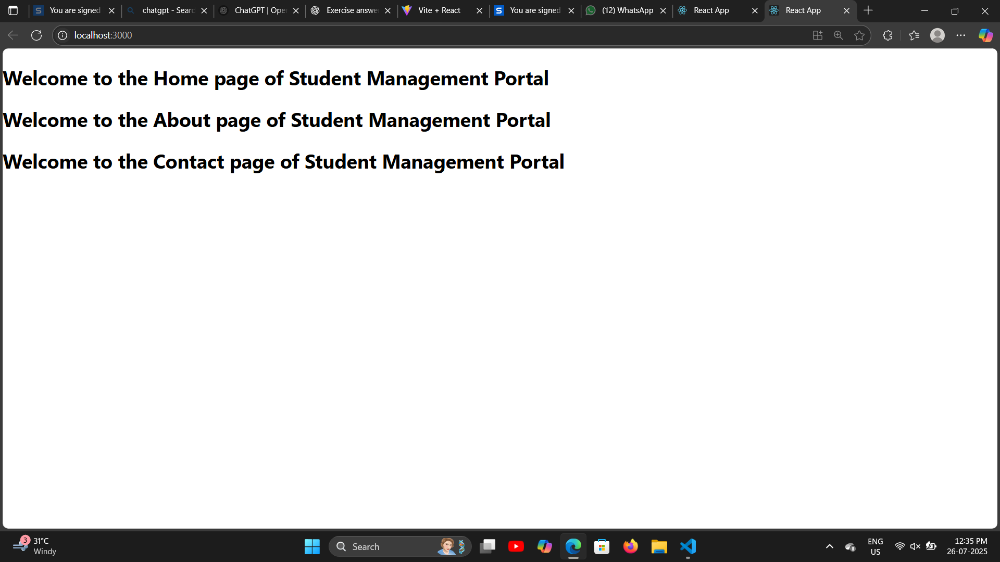 You are signed
chatgpt - Searc
ChatGPT | Ope
Exercise answe
Vite + React
You are signed
(12) WhatsApp
React App
React App
localhost:3000
Welcome to the Home page of Student Management Portal
Welcome to the About page of Student Management Portal
Welcome to the Contact page of Student Management Portal
3
31°C
Windy
Search
ENG
US
12:35 PM
26-07-2025